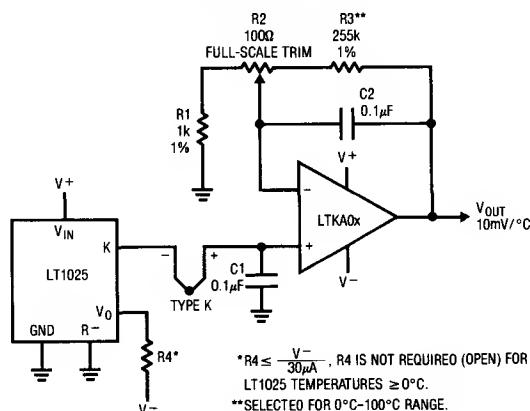 R2
100Ω
FULL-SCALE TRIM
R3**
255k
1%
R1
1k
1%
C2
0.1µF
V+
LTKA0x
V−
VOUT
10mV/°C
V+
VIN
K
LT1025
VO
GND
R−
−
+
TYPE K
C1
0.1µF
−
+
R4*
V−
*R4 ≤ V−/30µA, R4 IS NOT REQUIRED (OPEN) FOR
LT1025 TEMPERATURES ≥0°C.
**SELECTED FOR 0°C–100°C RANGE.